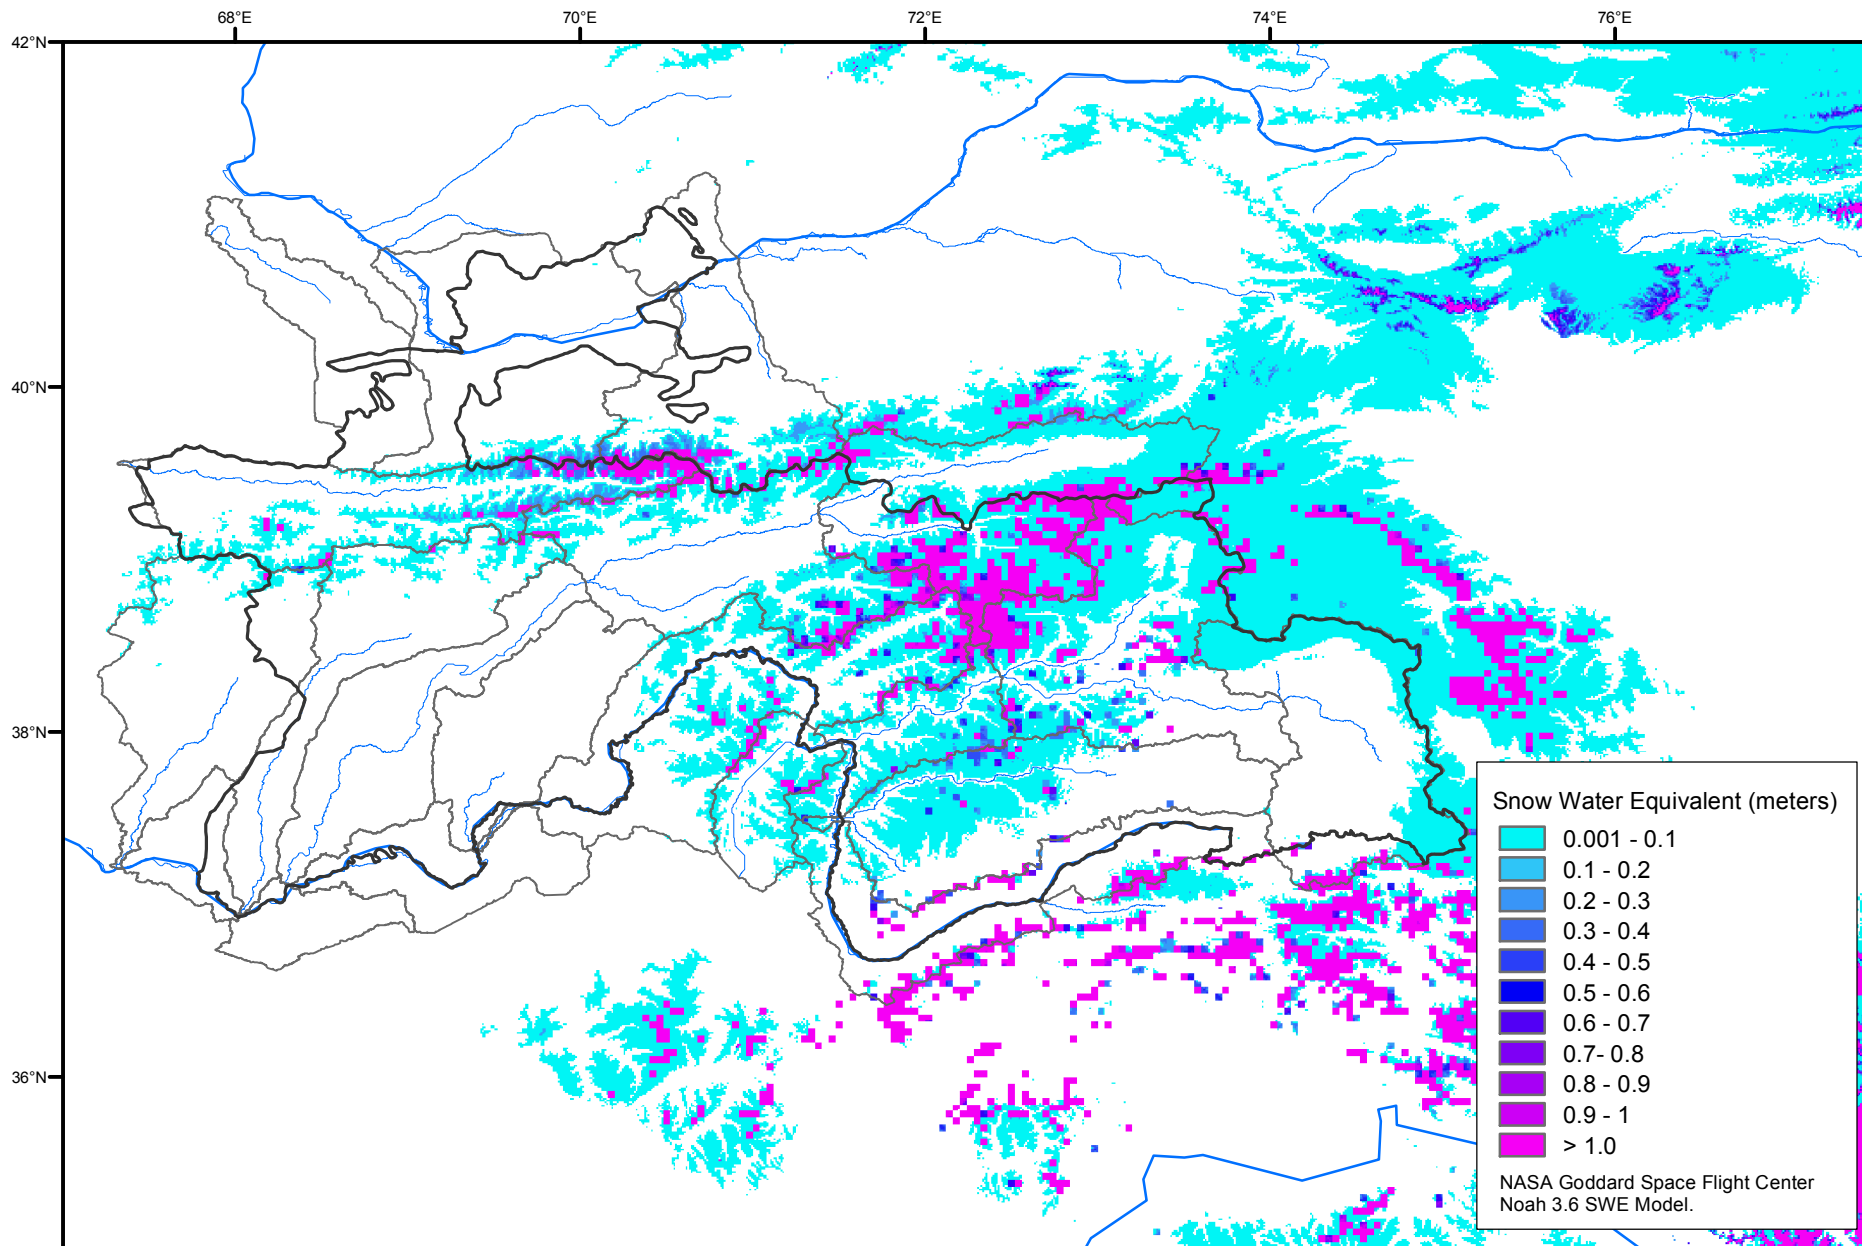 68°E
70°E
72°E
74°E
76°E
42°N
40°N
38°N
36°N
Snow Water Equivalent (meters)
0.001 - 0.1
0.1 - 0.2
0.2 - 0.3
0.3 - 0.4
0.4 - 0.5
0.5 - 0.6
0.6 - 0.7
0.7- 0.8
0.8 - 0.9
0.9 - 1
> 1.0
NASA Goddard Space Flight Center
Noah 3.6 SWE Model.